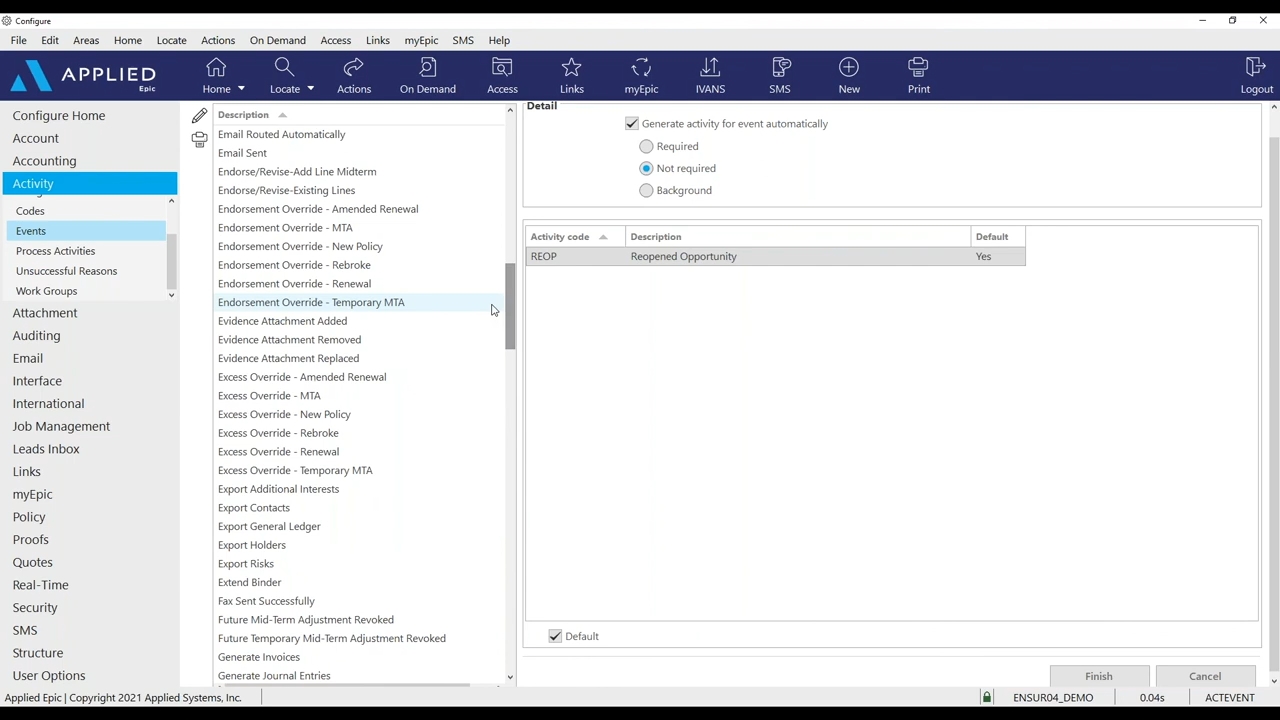 Configure
File Edit Areas Home Locate Actions On Demand Access Links myEpic SMS Help
APPLIED
Epic
Home Locate Actions On Demand Access Links myEpic IVANS SMS New Print Logout
Configure Home
Account
Accounting
Activity
Codes
Events
Process Activities
Unsuccessful Reasons
Work Groups
Attachment
Auditing
Email
Interface
International
Job Management
Leads Inbox
Links
myEpic
Policy
Proofs
Quotes
Real-Time
Security
SMS
Structure
User Options
Description
Email Routed Automatically
Email Sent
Endorse/Revise-Add Line Midterm
Endorse/Revise-Existing Lines
Endorsement Override - Amended Renewal
Endorsement Override - MTA
Endorsement Override - New Policy
Endorsement Override - Rebroke
Endorsement Override - Renewal
Endorsement Override - Temporary MTA
Evidence Attachment Added
Evidence Attachment Removed
Evidence Attachment Replaced
Excess Override - Amended Renewal
Excess Override - MTA
Excess Override - New Policy
Excess Override - Rebroke
Excess Override - Renewal
Excess Override - Temporary MTA
Export Additional Interests
Export Contacts
Export General Ledger
Export Holders
Export Risks
Extend Binder
Fax Sent Successfully
Future Mid-Term Adjustment Revoked
Future Temporary Mid-Term Adjustment Revoked
Generate Invoices
Generate Journal Entries
Detail
Generate activity for event automatically
Required
Not required
Background
Activity code Description Default
REOP Reopened Opportunity Yes
Default
Finish Cancel
Applied Epic | Copyright 2021 Applied Systems, Inc. ENSUR04_DEMO 0.04s ACTEVENT